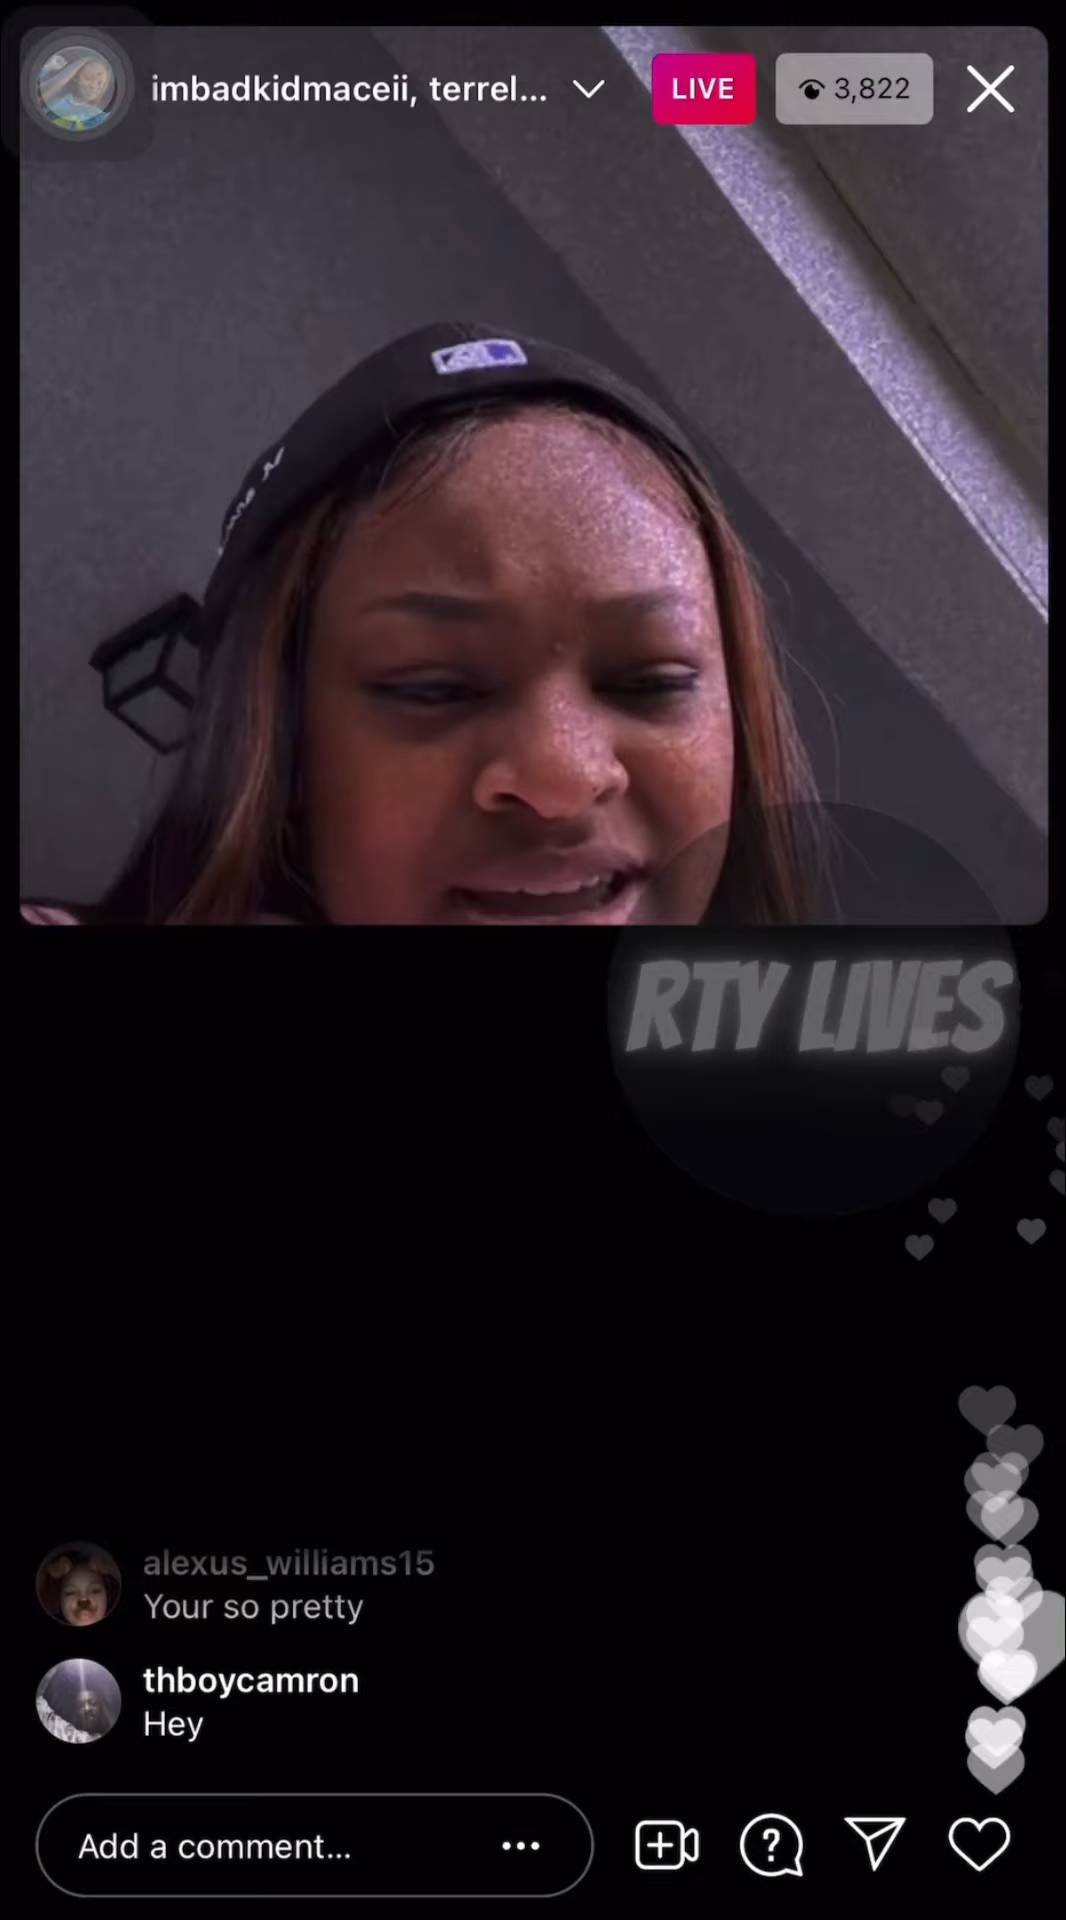 imbadkidmaceii, terrel...
LIVE
3,822
RTY LIVES
alexus_williams15
Your so pretty
thboycamron
Hey
Add a comment...